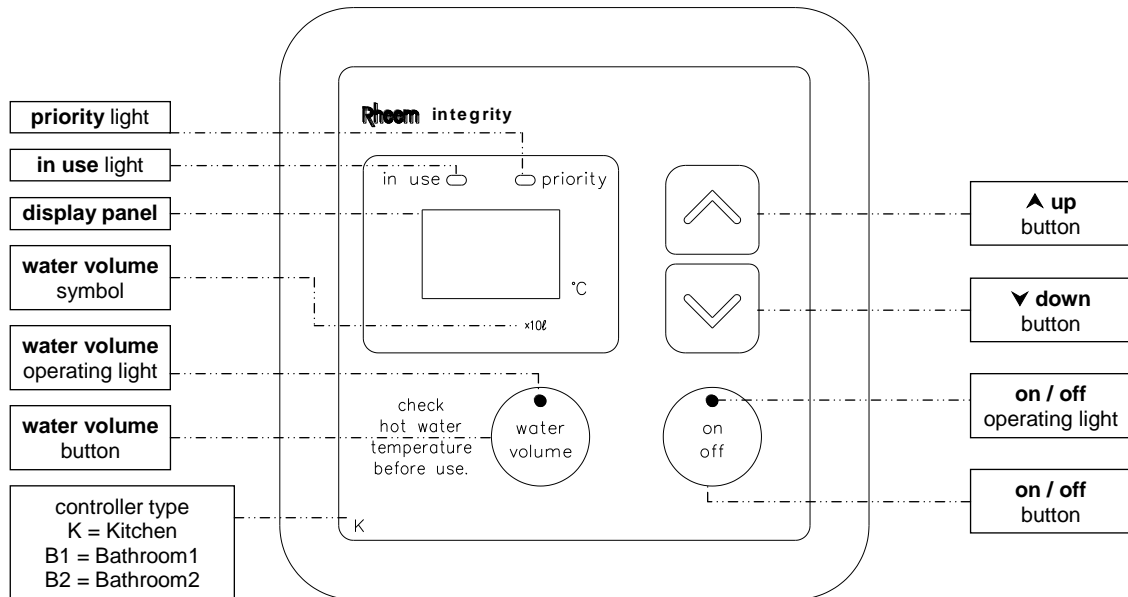 priority light
in use light
display panel
water volume
symbol
water volume
operating light
water volume
button
controller type
K = Kitchen
B1 = Bathroom1
B2 = Bathroom2
Rheem integrity
in use priority
°C
x10ℓ
check
hot water
temperature
before use.
water
volume
on
off
K
⮝ up
button
⮟ down
button
on / off
operating light
on / off
button